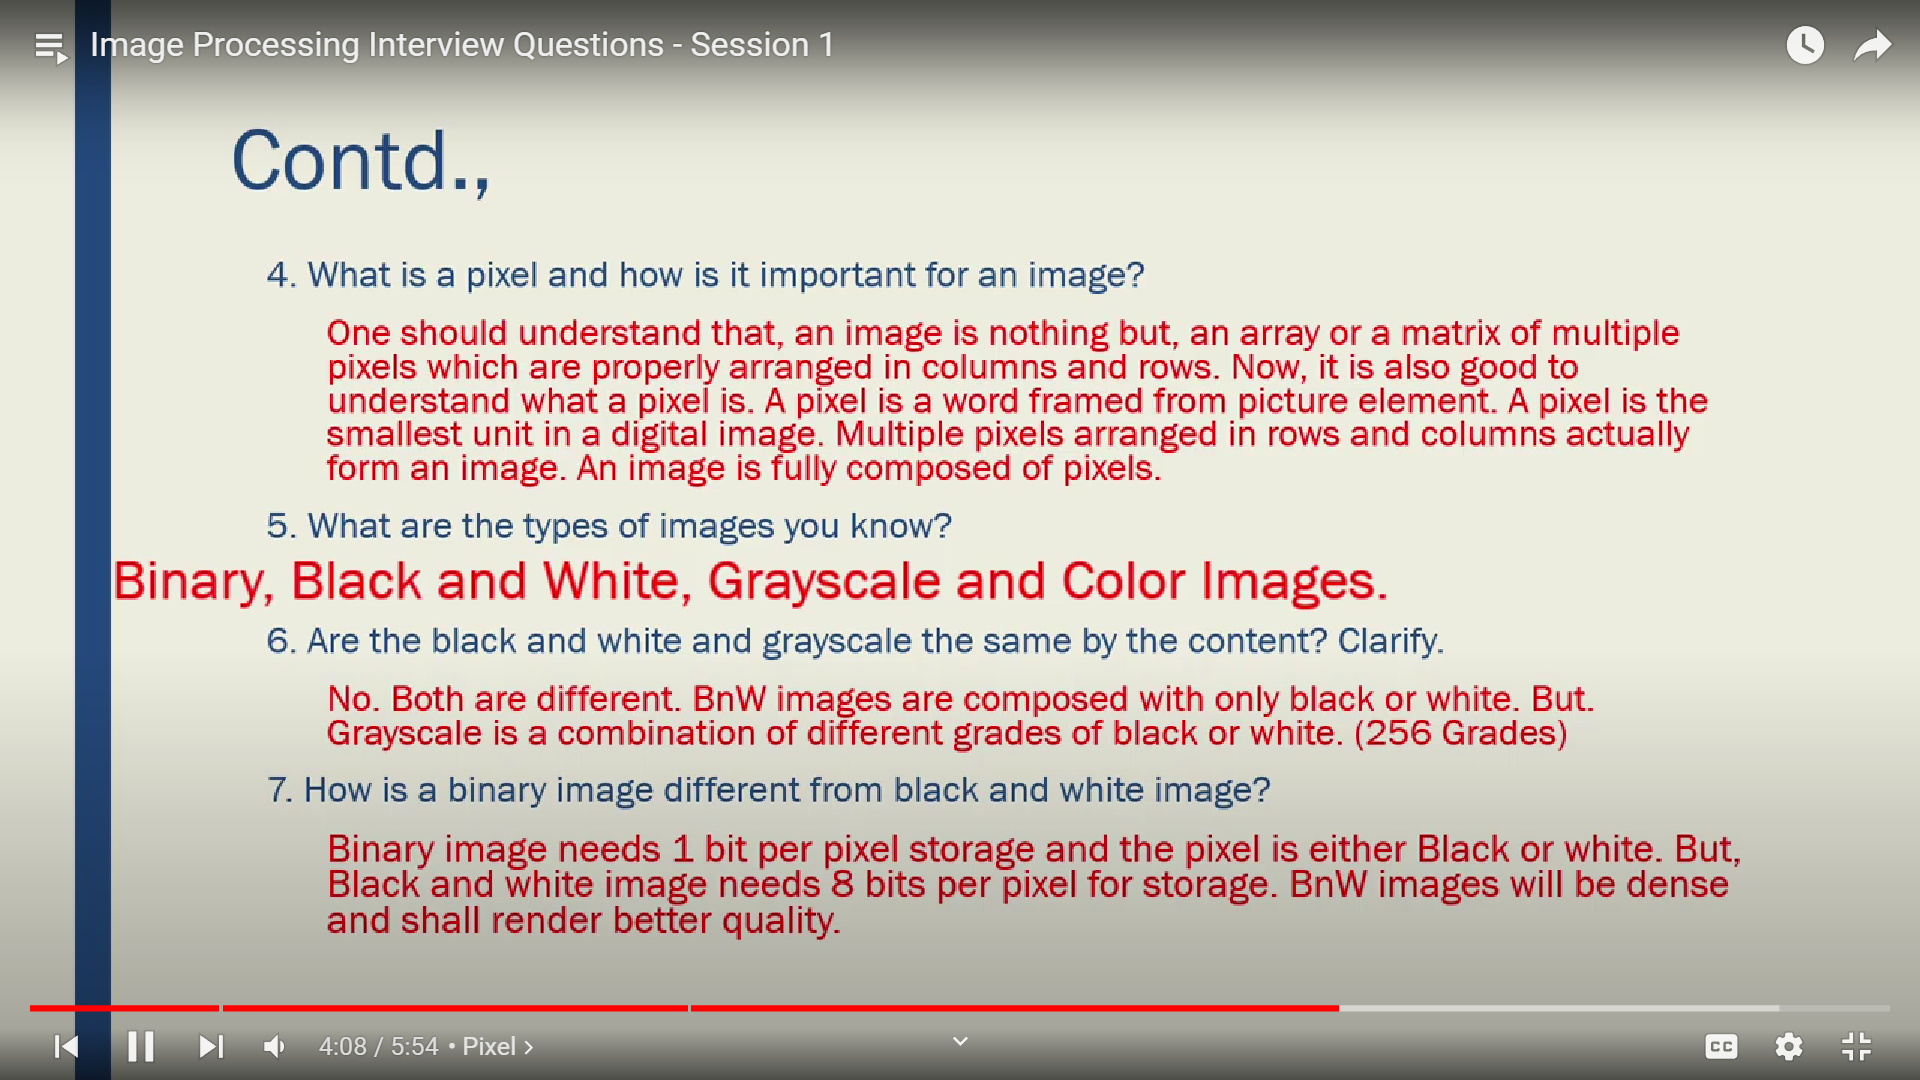 Image Processing Interview Questions - Session 1
Contd.,
4. What is a pixel and how is it important for an image?
One should understand that, an image is nothing but, an array or a matrix of multiple
pixels which are properly arranged in columns and rows. Now, it is also good to
understand what a pixel is. A pixel is a word framed from picture element. A pixel is the
smallest unit in a digital image. Multiple pixels arranged in rows and columns actually
form an image. An image is fully composed of pixels.
5. What are the types of images you know?
Binary, Black and White, Grayscale and Color Images.
6. Are the black and white and grayscale the same by the content? Clarify.
No. Both are different. BnW images are composed with only black or white. But.
Grayscale is a combination of different grades of black or white. (256 Grades)
7. How is a binary image different from black and white image?
Binary image needs 1 bit per pixel storage and the pixel is either Black or white. But,
Black and white image needs 8 bits per pixel for storage. BnW images will be dense
and shall render better quality.
4:08 / 5:54 • Pixel ›
CC